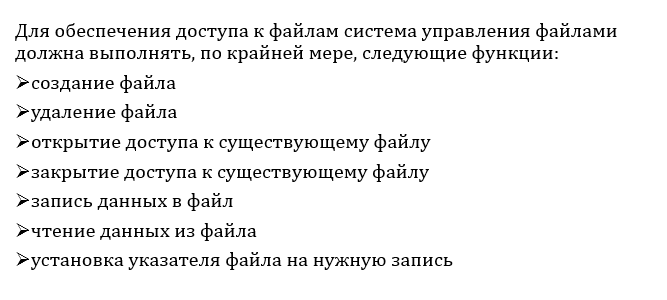 Для обеспечения доступа к файлам система управления файлами
должна выполнять, по крайней мере, следующие функции:
➢создание файла
➢удаление файла
➢открытие доступа к существующему файлу
➢закрытие доступа к существующему файлу
➢запись данных в файл
➢чтение данных из файла
➢установка указателя файла на нужную запись